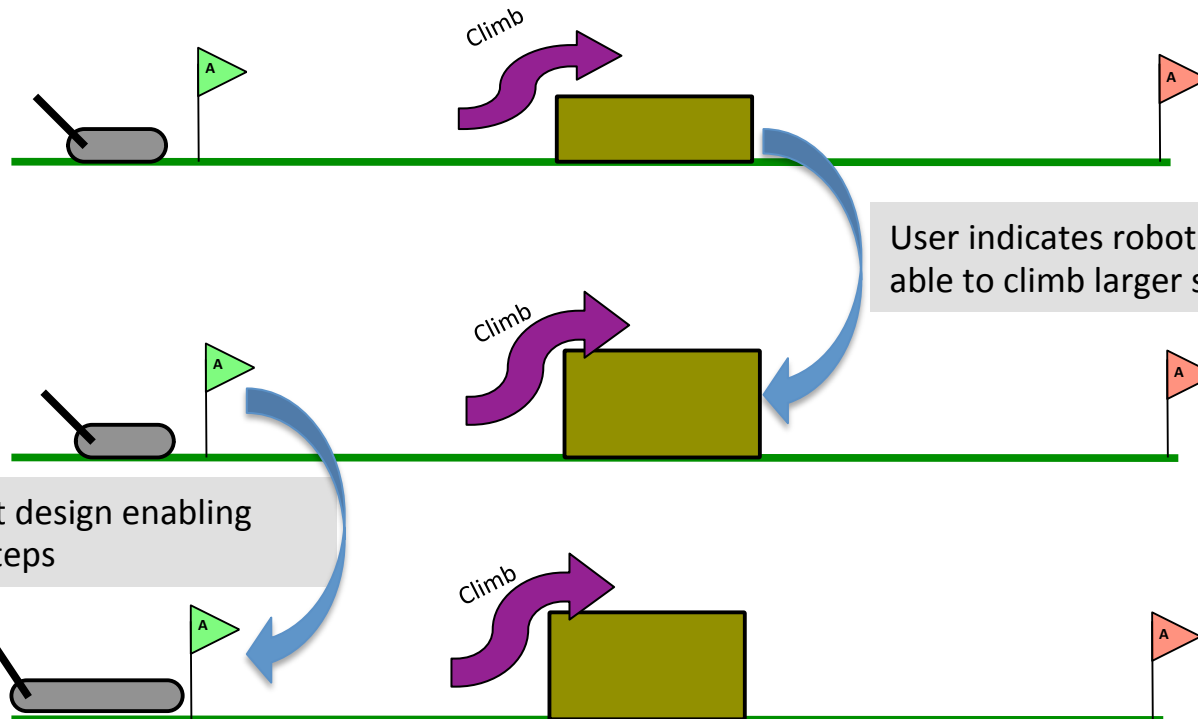 Climb
A
A
User indicates robot
able to climb larger s
Climb
A
A
t design enabling
teps
Climb
A
A